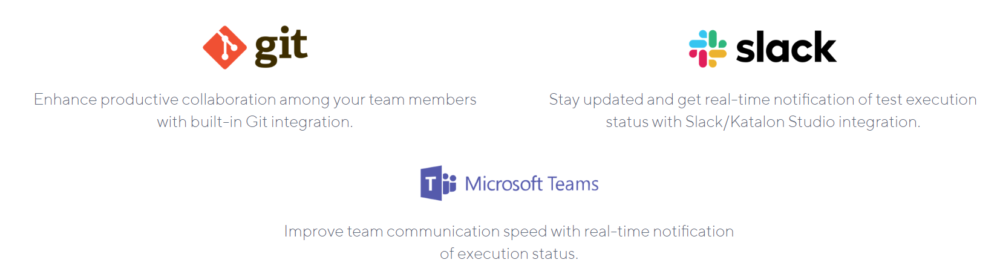 git
Enhance productive collaboration among your team members
with built-in Git integration.
slack
Stay updated and get real-time notification of test execution
status with Slack/Katalon Studio integration.
T Microsoft Teams
Improve team communication speed with real-time notification
of execution status.